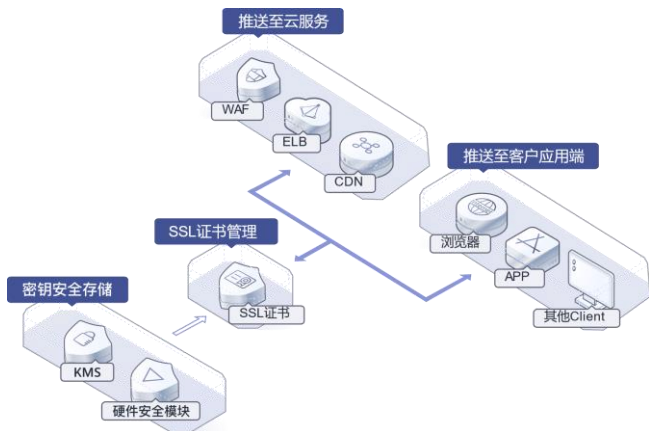 推送至云服务
WAF
ELB
CDN
推送至客户应用端
浏览器
APP
其他Client
SSL证书管理
SSL证书
密钥安全存储
KMS
硬件安全模块